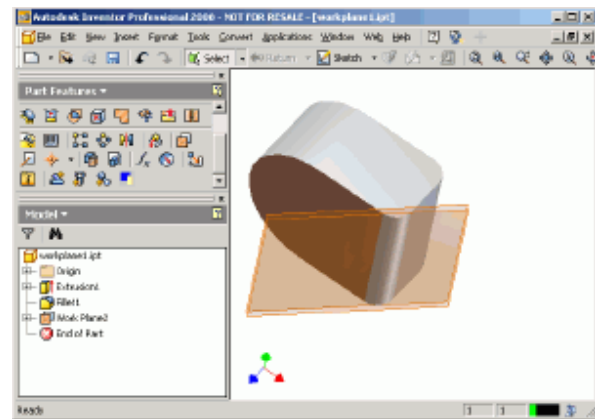 Autodesk Inventor Professional 2008 - NOT FOR RESALE - [workplane1.ipt]
File Edit View Insert Format Tools Convert Applications Window Web Help
Select Return Sketch
Part Features
Model
workplane1.ipt
Origin
Extrusion1
Fillet1
Work Plane2
End of Part
Ready 1 1